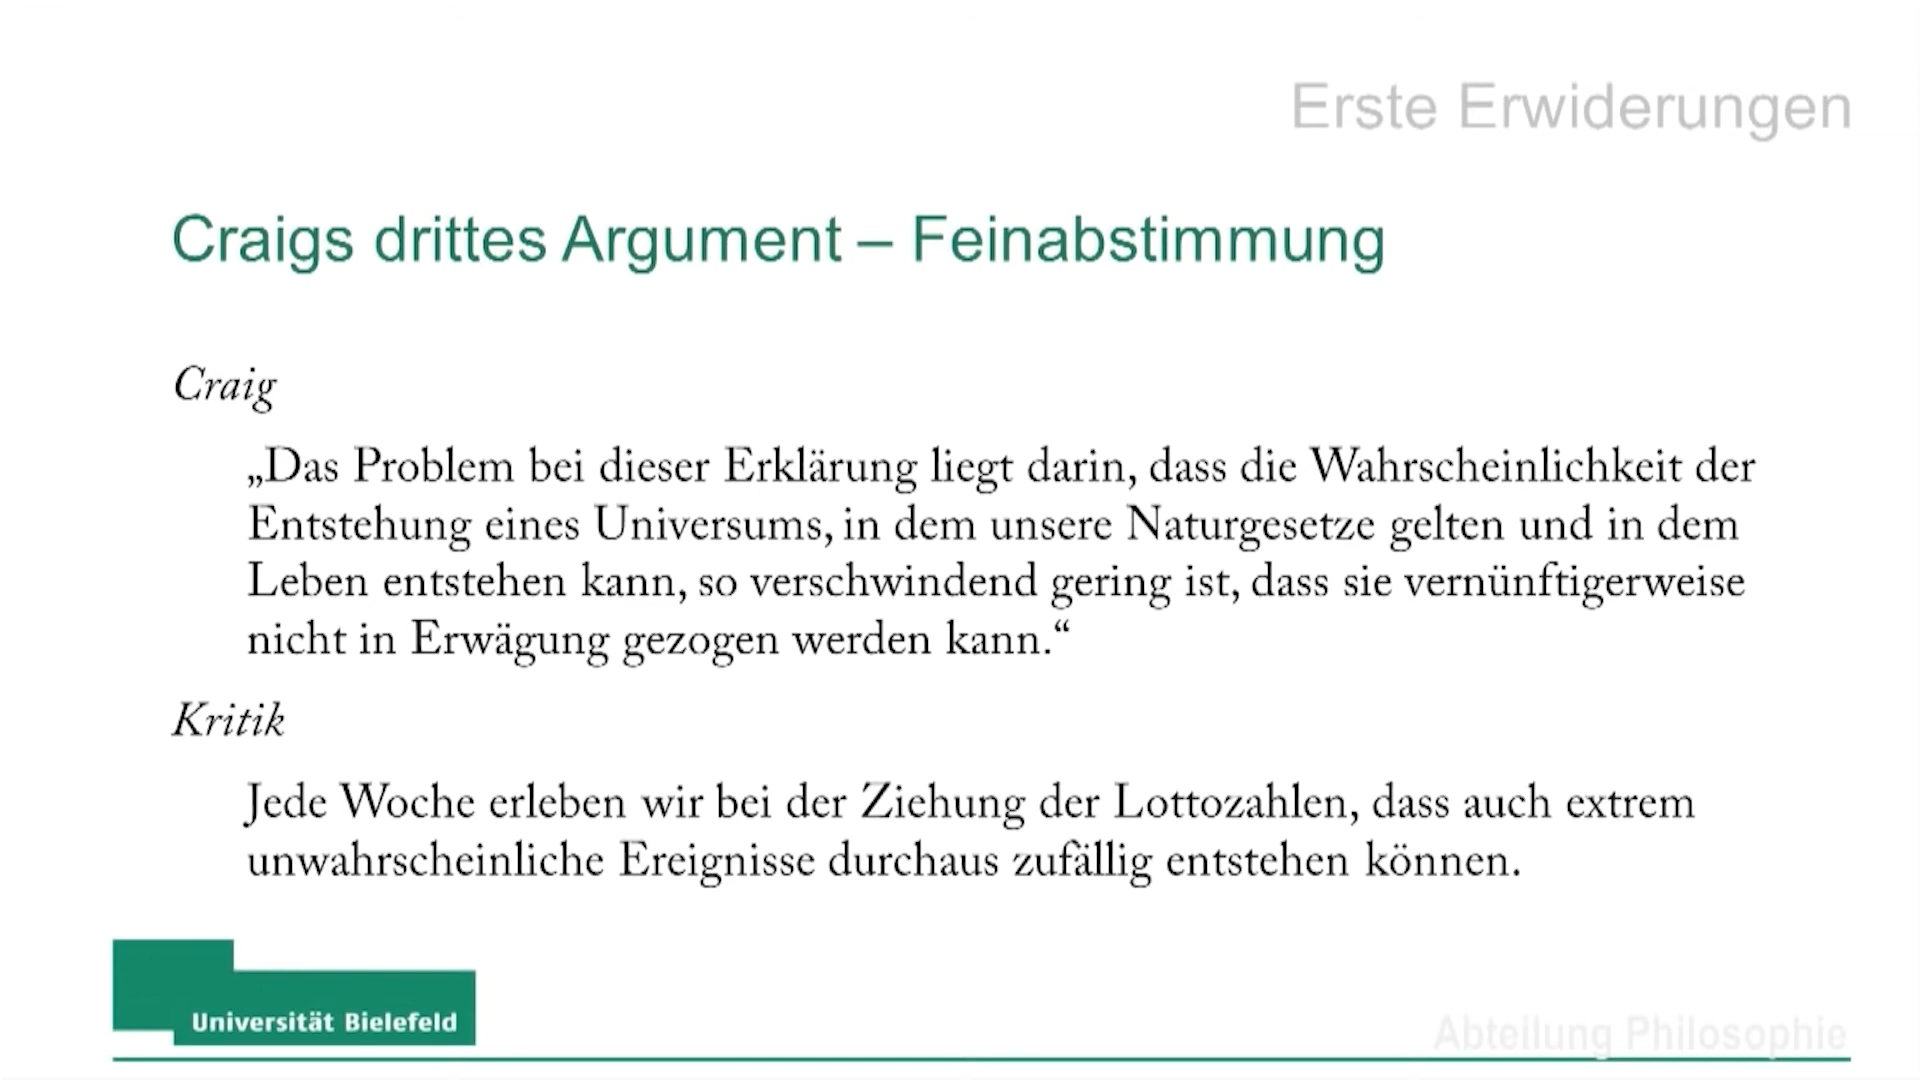 Erste Erwiderungen
Craigs drittes Argument – Feinabstimmung
Craig
„Das Problem bei dieser Erklärung liegt darin, dass die Wahrscheinlichkeit der
Entstehung eines Universums, in dem unsere Naturgesetze gelten und in dem
Leben entstehen kann, so verschwindend gering ist, dass sie vernünftigerweise
nicht in Erwägung gezogen werden kann.“
Kritik
Jede Woche erleben wir bei der Ziehung der Lottozahlen, dass auch extrem
unwahrscheinliche Ereignisse durchaus zufällig entstehen können.
Universität Bielefeld
Abteilung Philosophie